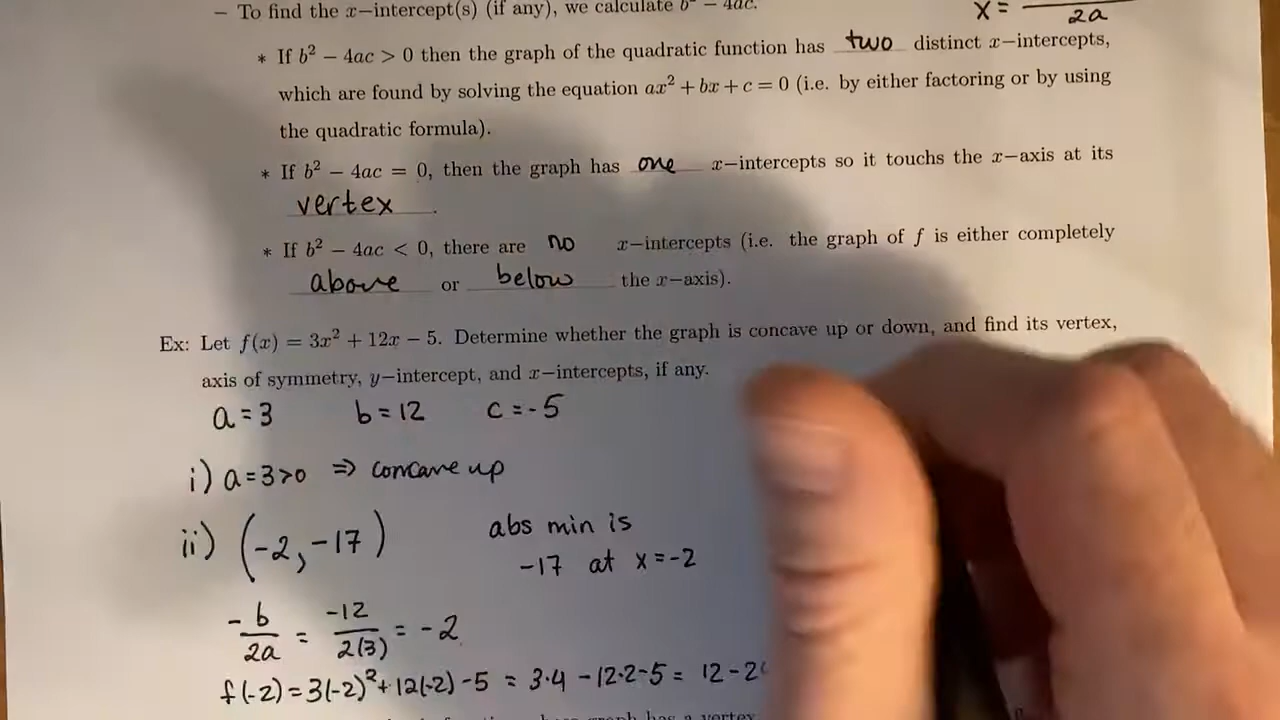 – To find the x−intercept(s) (if any), we calculate b² − 4ac.
x = 2a
* If b² − 4ac > 0 then the graph of the quadratic function has two distinct x−intercepts,
which are found by solving the equation ax² + bx + c = 0 (i.e. by either factoring or by using
the quadratic formula).
* If b² − 4ac = 0, then the graph has one x−intercepts so it touchs the x−axis at its
vertex.
* If b² − 4ac < 0, there are no x−intercepts (i.e. the graph of f is either completely
above or below the x−axis).
Ex: Let f(x) = 3x² + 12x − 5. Determine whether the graph is concave up or down, and find its vertex,
axis of symmetry, y−intercept, and x−intercepts, if any.
a = 3 b = 12 c = -5
i) a = 3 > 0 ⇒ concave up
ii) (-2, -17) abs min is
-17 at x = -2
-b/2a = -12/2(3) = -2
f(-2) = 3(-2)² + 12(-2) - 5 = 3·4 - 12·2 - 5 = 12 - 2
graph has a vertex